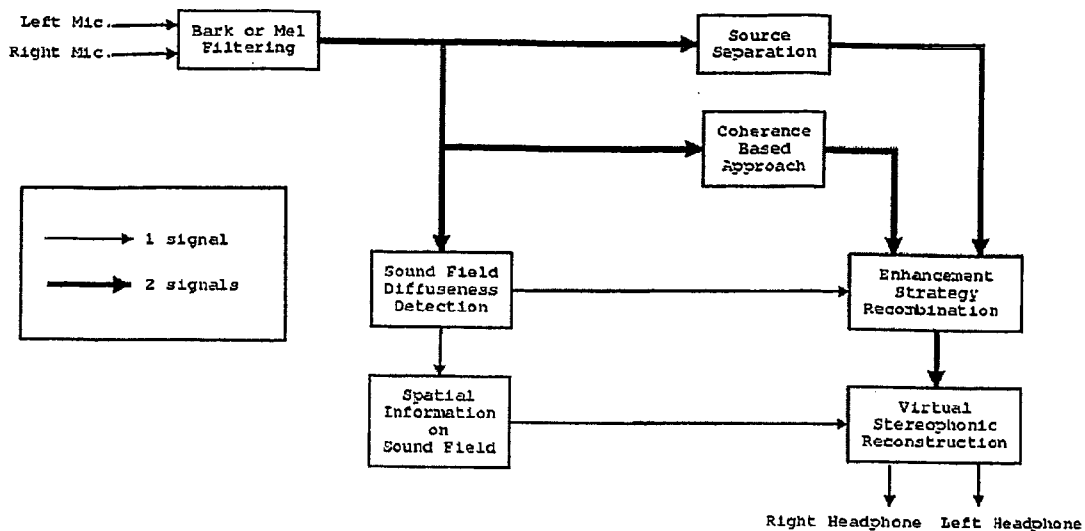 Left Mic.
Right Mic.
Bark or Mel
Filtering
Source
Separation
Coherence
Based
Approach
1 signal
2 signals
Sound Field
Diffuseness
Detection
Enhancement
Strategy
Recombination
Spatial
Information
on
Sound Field
Virtual
Stereophonic
Reconstruction
Right Headphone
Left Headphone